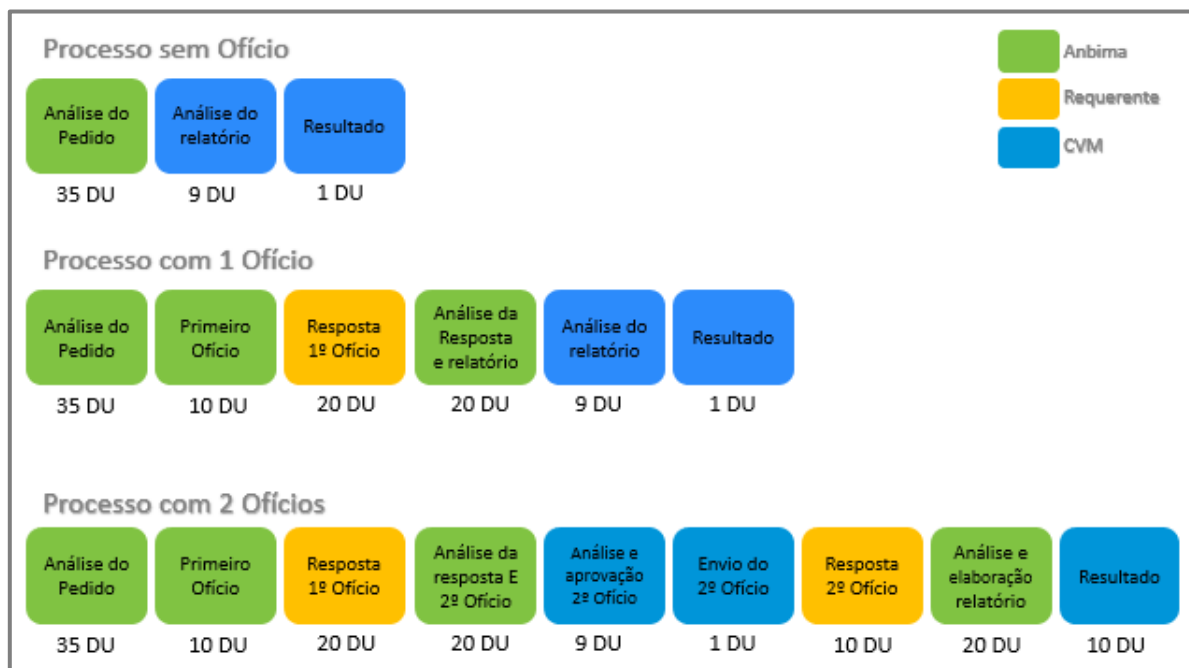 Processo sem Ofício
Anbima
Requerente
CVM
Análise do
Pedido
Análise do
relatório
Resultado
35 DU
9 DU
1 DU
Processo com 1 Ofício
Análise do
Pedido
Primeiro
Ofício
Resposta
1º Ofício
Análise da
Resposta
e relatório
Análise do
relatório
Resultado
35 DU
10 DU
20 DU
20 DU
9 DU
1 DU
Processo com 2 Ofícios
Análise do
Pedido
Primeiro
Ofício
Resposta
1º Ofício
Análise da
resposta E
2º Ofício
Análise e
aprovação
2º Ofício
Envio do
2º Ofício
Resposta
2º Ofício
Análise e
elaboração
relatório
Resultado
35 DU
10 DU
20 DU
20 DU
9 DU
1 DU
10 DU
20 DU
10 DU